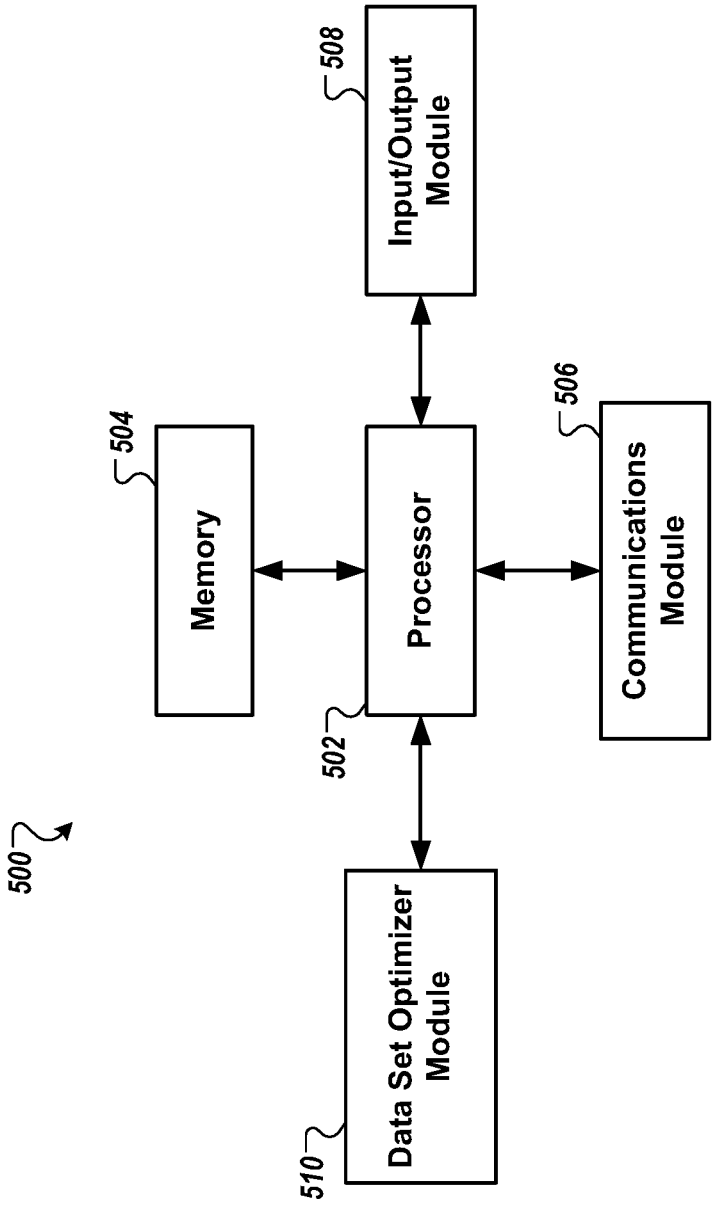 500
504
Memory
508
510
Data Set Optimizer
Module
502
Processor
Input/Output
Module
506
Communications
Module